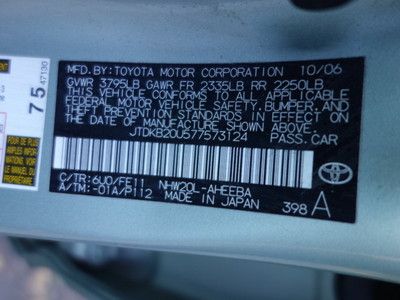 MFD. BY: TOYOTA MOTOR CORPORATION 10/06
GVWR 3795LB GAWR FR 2335LB RR 2250LB
THIS VEHICLE CONFORMS TO ALL APPLICABLE
FEDERAL MOTOR VEHICLE SAFETY, BUMPER, AND
THEFT PREVENTION STANDARDS IN EFFECT ON
THE DATE OF MANUFACTURE SHOWN ABOVE.
JTDKB20U577573124 PASS.CAR
C/TR: 6U0/FE11 NHW20L-AHEEBA
A/TM: -01A/P112 MADE IN JAPAN 398 A
75
47130